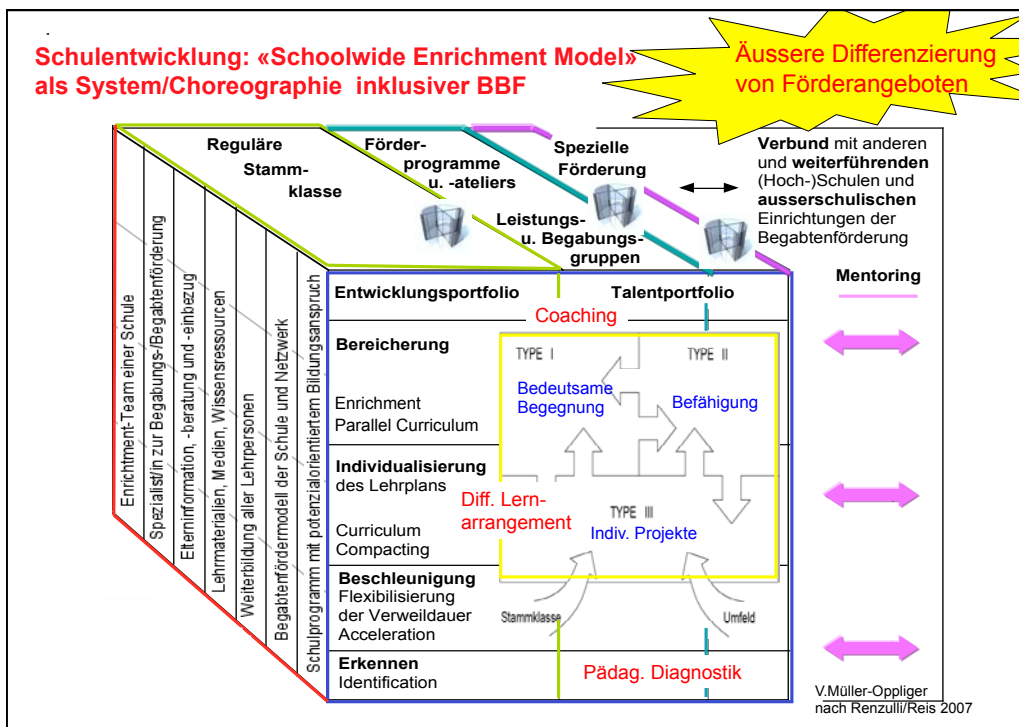 Schulentwicklung: «Schoolwide Enrichment Model»
als System/Choreographie inklusiver BBF
Äussere Differenzierung
von Förderangeboten
Reguläre
Stamm-
klasse
Förder-
programme
u. -ateliers
Spezielle
Förderung
Leistungs-
u. Begabungs-
gruppen
Verbund mit anderen
und weiterführenden
(Hoch-)Schulen und
ausserschulischen
Einrichtungen der
Begabtenförderung
Mentoring
Enrichtment-Team einer Schule
Spezialist/in zur Begabungs-/Begabtenförderung
Elterninformation, -beratung und -einbezug
Lehrmaterialien, Medien, Wissensressourcen
Weiterbildung aller Lehrpersonen
Begabtenfördermodell der Schule und Netzwerk
Schulprogramm mit potenzialorientiertem Bildungsanspruch
Entwicklungsportfolio
Talentportfolio
Coaching
Bereicherung
Enrichment
Parallel Curriculum
TYPE I
Bedeutsame
Begegnung
TYPE II
Befähigung
Individualisierung
des Lehrplans
Curriculum
Compacting
Diff. Lern-
arrangement
TYPE III
Indiv. Projekte
Beschleunigung
Flexibilisierung
der Verweildauer
Acceleration
Stammklasse
Umfeld
Erkennen
Identification
Pädag. Diagnostik
V.Müller-Oppliger
nach Renzulli/Reis 2007